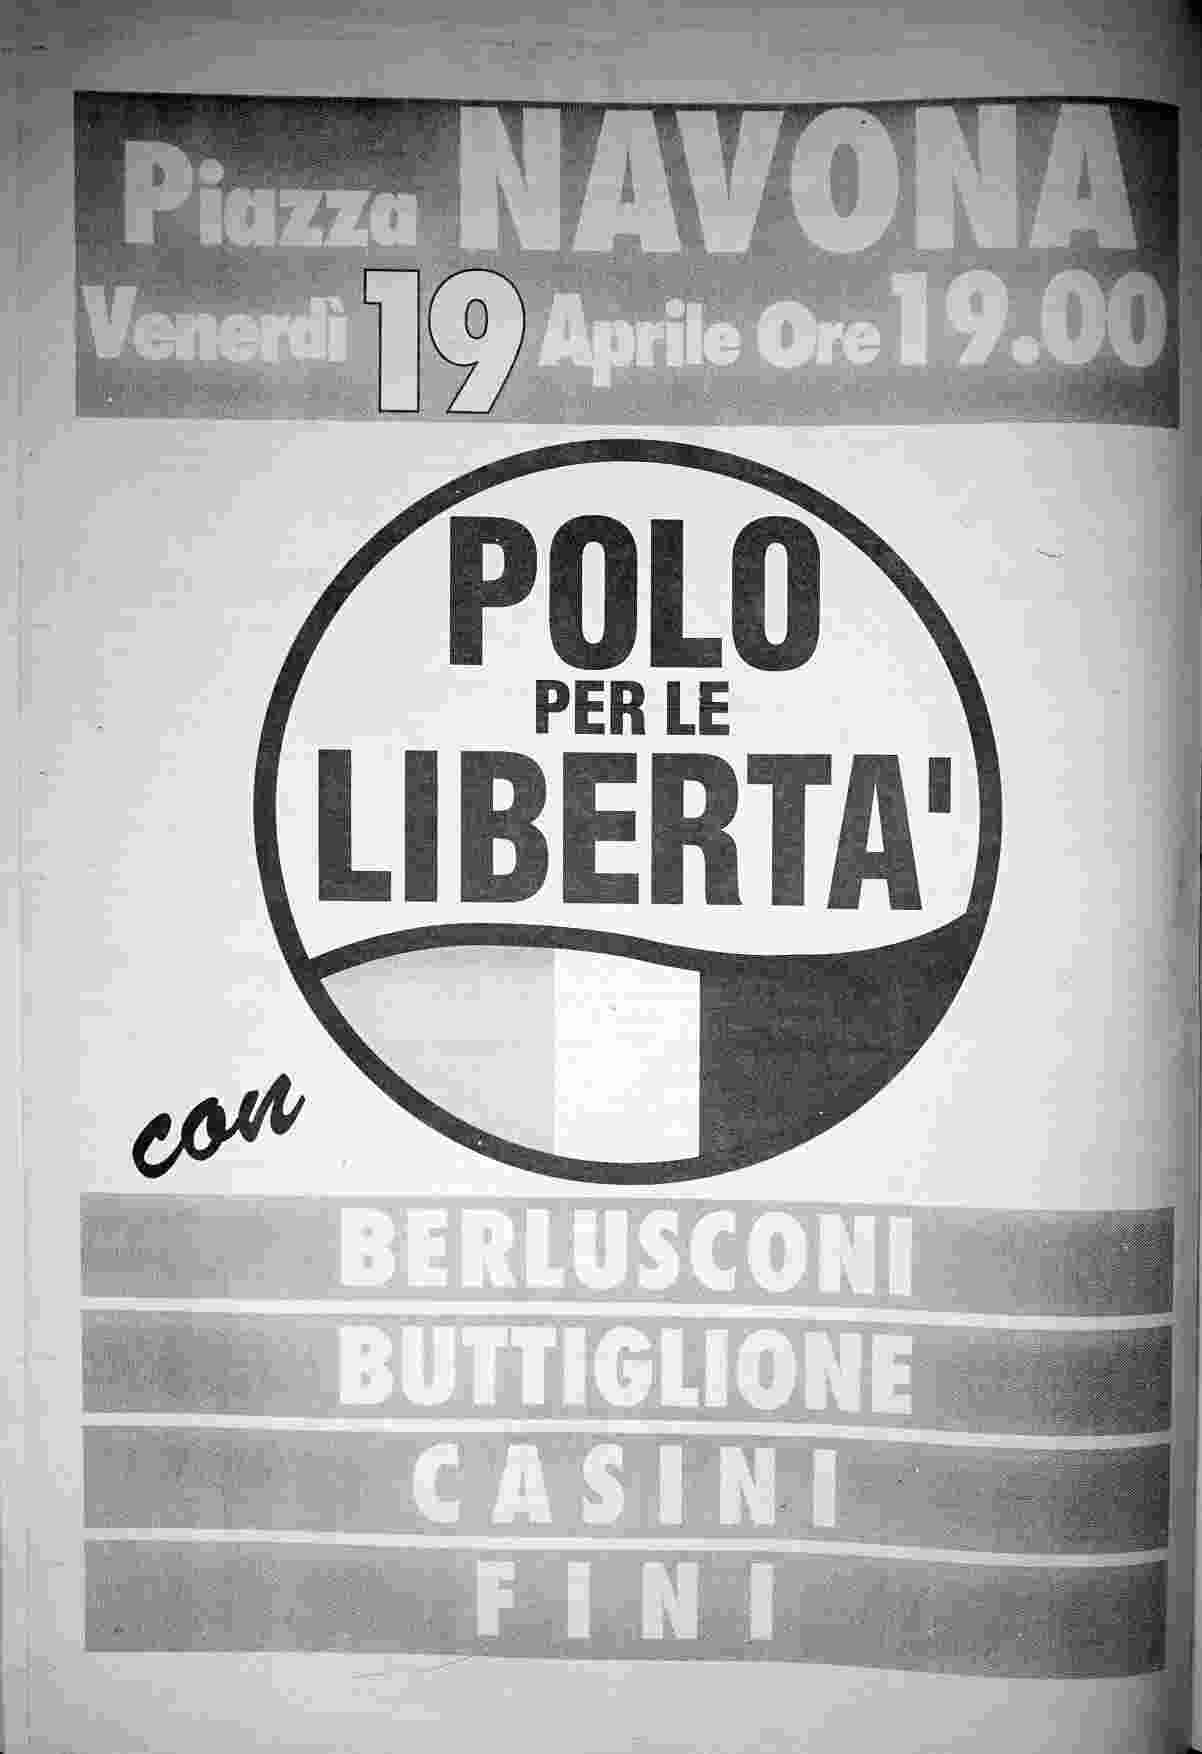 Piazza NAVONA
Venerdì 19 Aprile Ore 19.00
POLO
PER LE
LIBERTA'
con
BERLUSCONI
BUTTIGLIONE
CASINI
FINI